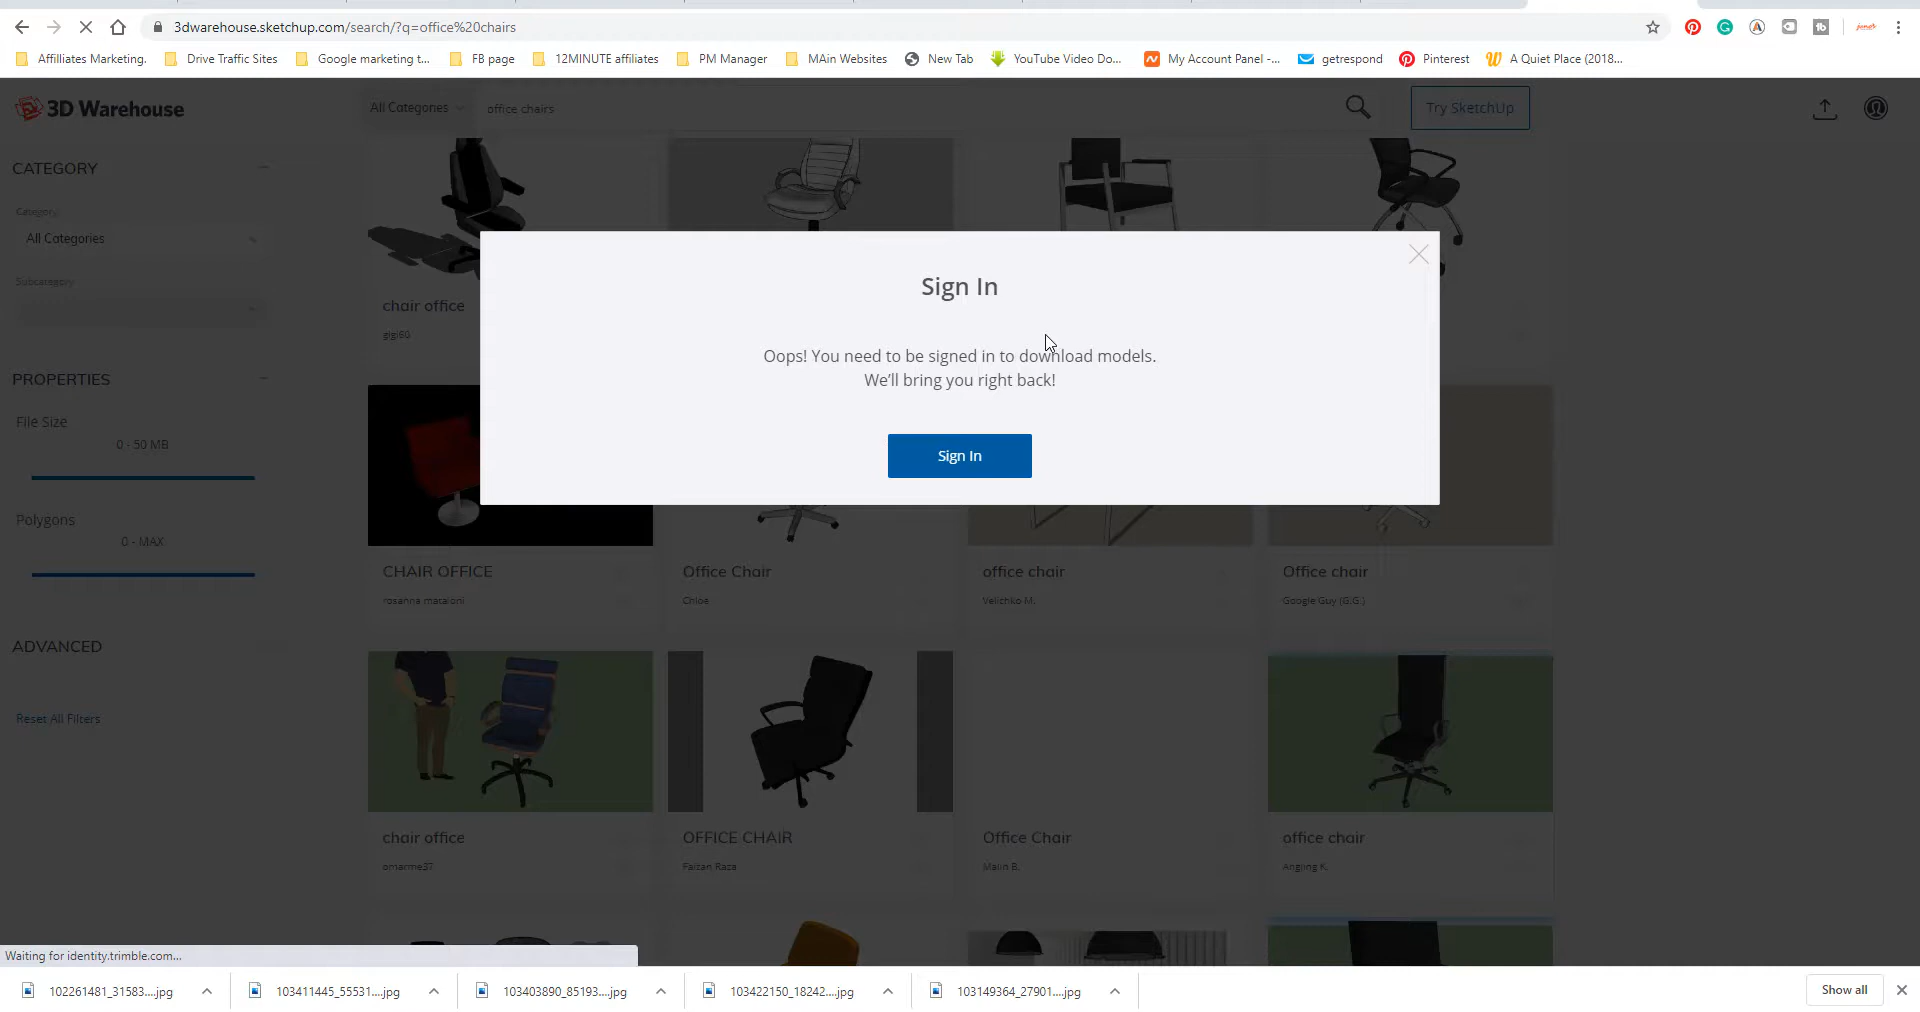 3dwarehouse.sketchup.com/search/?q=office%20chairs
Affilliates Marketing.
Drive Traffic Sites
Google marketing t...
FB page
12MINUTE affiliates
PM Manager
MAin Websites
New Tab
YouTube Video Do...
My Account Panel -...
getrespond
Pinterest
A Quiet Place (2018...
3D Warehouse
All Categories
office chairs
Try SketchUp
CATEGORY
Category
All Categories
Subcategory
PROPERTIES
File Size
0 - 50 MB
Polygons
0 - MAX
ADVANCED
Reset All Filters
chair office
gigi60
Sign In
Oops! You need to be signed in to download models.
We'll bring you right back!
Sign In
CHAIR OFFICE
rosanna mataloni
Office Chair
Chloe
office chair
Velichko M.
Office chair
Google Guy (G.G.)
chair office
omarme37
OFFICE CHAIR
Faizan Raza
Office Chair
Malin B.
office chair
Angjing K.
Waiting for identity.trimble.com...
102261481_31583....jpg
103411445_55531....jpg
103403890_85193....jpg
103422150_18242....jpg
103149364_27901....jpg
Show all